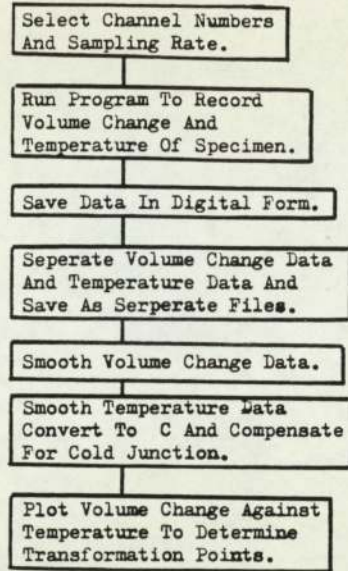 Select Channel Numbers
And Sampling Rate.
Run Program To Record
Volume Change And
Temperature Of Specimen.
Save Data In Digital Form.
Seperate Volume Change Data
And Temperature Data And
Save As Serperate Files.
Smooth Volume Change Data.
Smooth Temperature Data
Convert To C And Compensate
For Cold Junction.
Plot Volume Change Against
Temperature To Determine
Transformation Points.